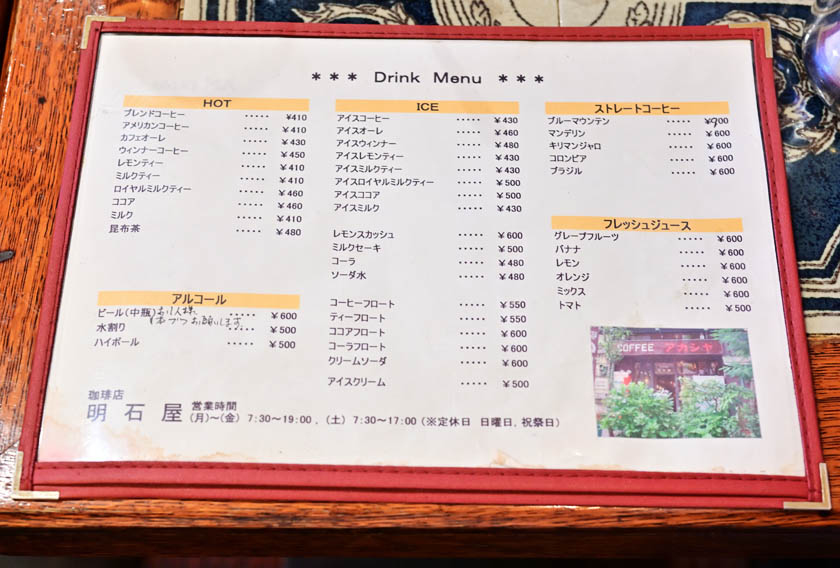 ＊＊＊ Drink Menu ＊＊＊
HOT
ブレンドコーヒー ・・・・・ ¥410
アメリカンコーヒー ・・・・・ ¥410
カフェオーレ ・・・・・ ¥430
ウィンナーコーヒー ・・・・・ ¥450
レモンティー ・・・・・ ¥410
ミルクティー ・・・・・ ¥410
ロイヤルミルクティー ・・・・・ ¥460
ココア ・・・・・ ¥460
ミルク ・・・・・ ¥410
昆布茶 ・・・・・ ¥480
アルコール
ビール(中瓶) お1人様 ¥600
1本づつお願いします
水割り ・・・・・ ¥500
ハイボール ・・・・・ ¥500
ICE
アイスコーヒー ・・・・・ ¥430
アイスオーレ ・・・・・ ¥460
アイスウィンナー ・・・・・ ¥480
アイスレモンティー ・・・・・ ¥430
アイスミルクティー ・・・・・ ¥430
アイスロイヤルミルクティー ・・・・・ ¥500
アイスココア ・・・・・ ¥500
アイスミルク ・・・・・ ¥430
レモンスカッシュ ・・・・・ ¥600
ミルクセーキ ・・・・・ ¥500
コーラ ・・・・・ ¥480
ソーダ水 ・・・・・ ¥480
コーヒーフロート ・・・・・ ¥550
ティーフロート ・・・・・ ¥550
ココアフロート ・・・・・ ¥600
コーラフロート ・・・・・ ¥600
クリームソーダ ・・・・・ ¥600
アイスクリーム ・・・・・ ¥500
ストレートコーヒー
ブルーマウンテン ・・・・・ ¥900
マンデリン ・・・・・ ¥600
キリマンジャロ ・・・・・ ¥600
コロンビア ・・・・・ ¥600
ブラジル ・・・・・ ¥600
フレッシュジュース
グレープフルーツ ・・・・・ ¥600
バナナ ・・・・・ ¥600
レモン ・・・・・ ¥600
オレンジ ・・・・・ ¥600
ミックス ・・・・・ ¥600
トマト ・・・・・ ¥500
COFFEE アカシヤ
珈琲店
明石屋 営業時間
(月)～(金) 7:30～19:00 , (土) 7:30～17:00 (※定休日 日曜日, 祝祭日)